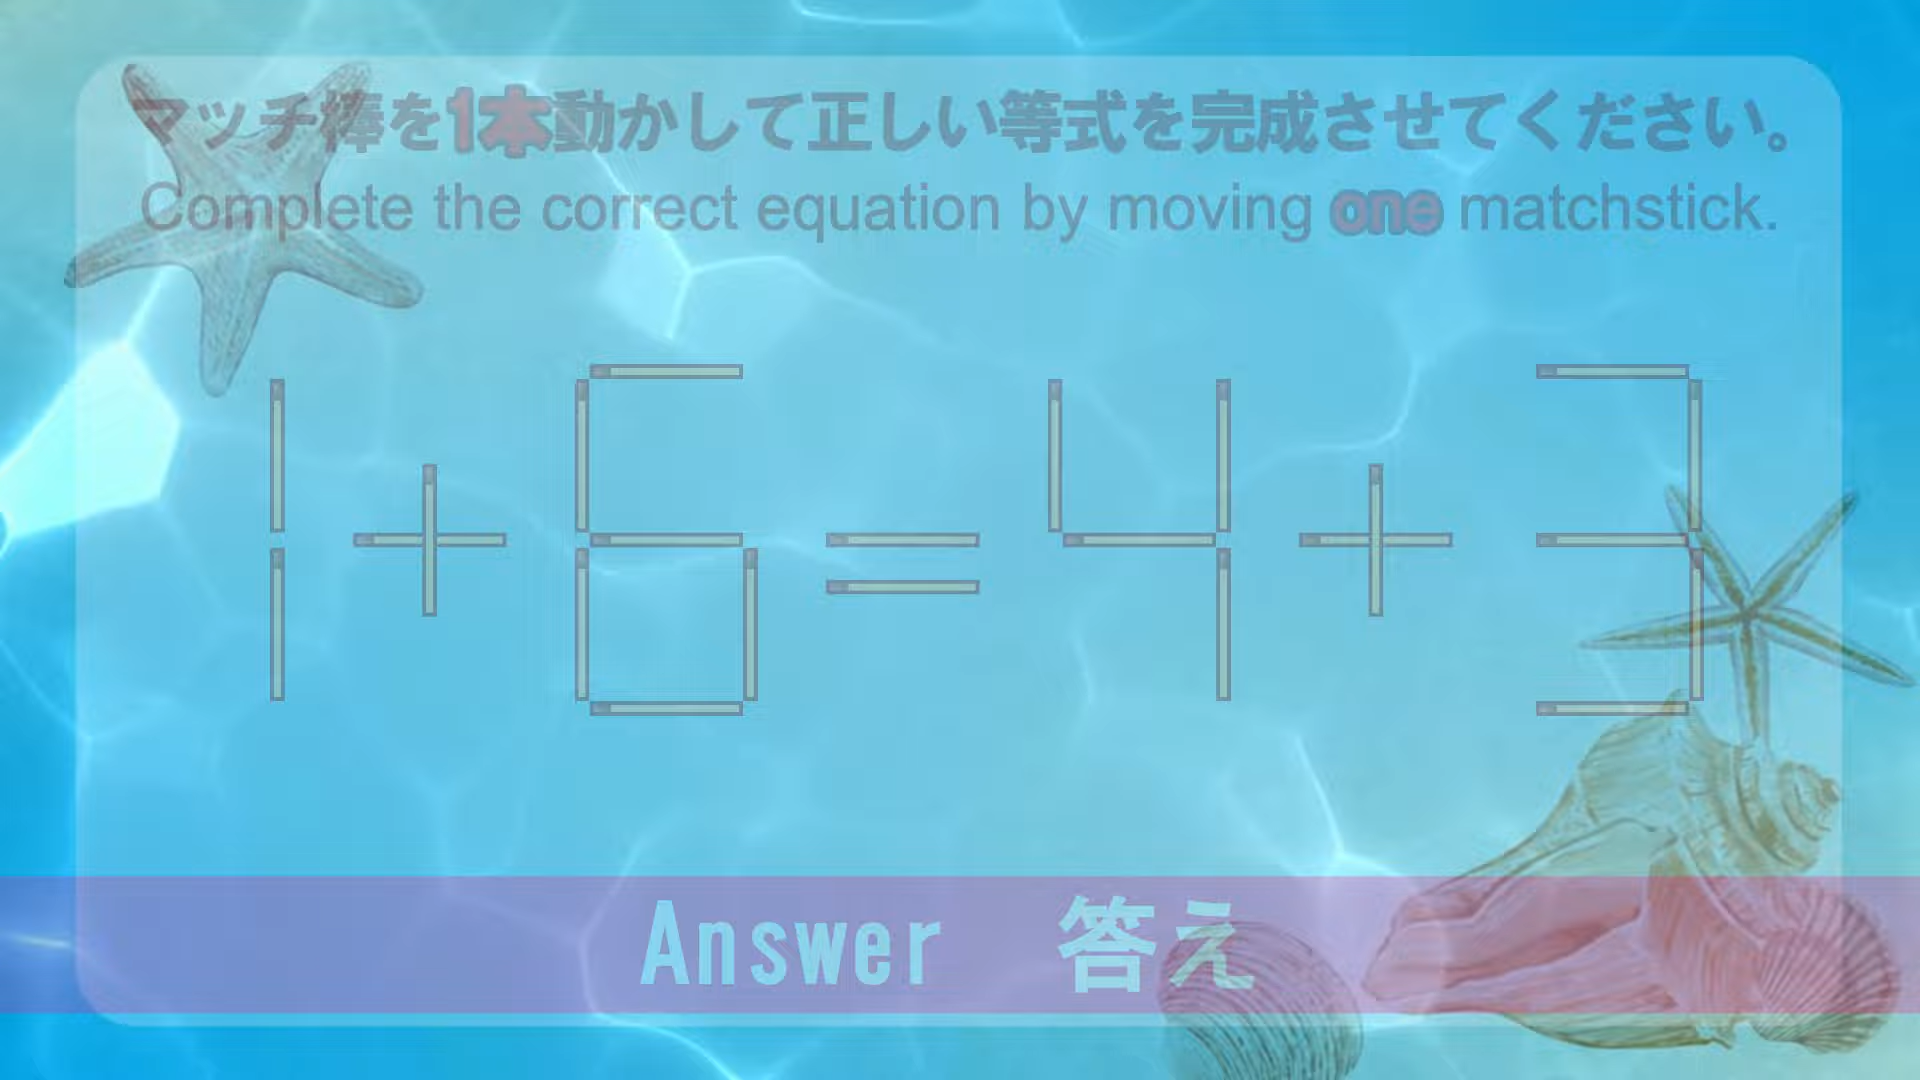 マッチ棒を1本動かして正しい等式を完成させてください。
Complete the correct equation by moving one matchstick.
1+6=4+3
Answer 答え